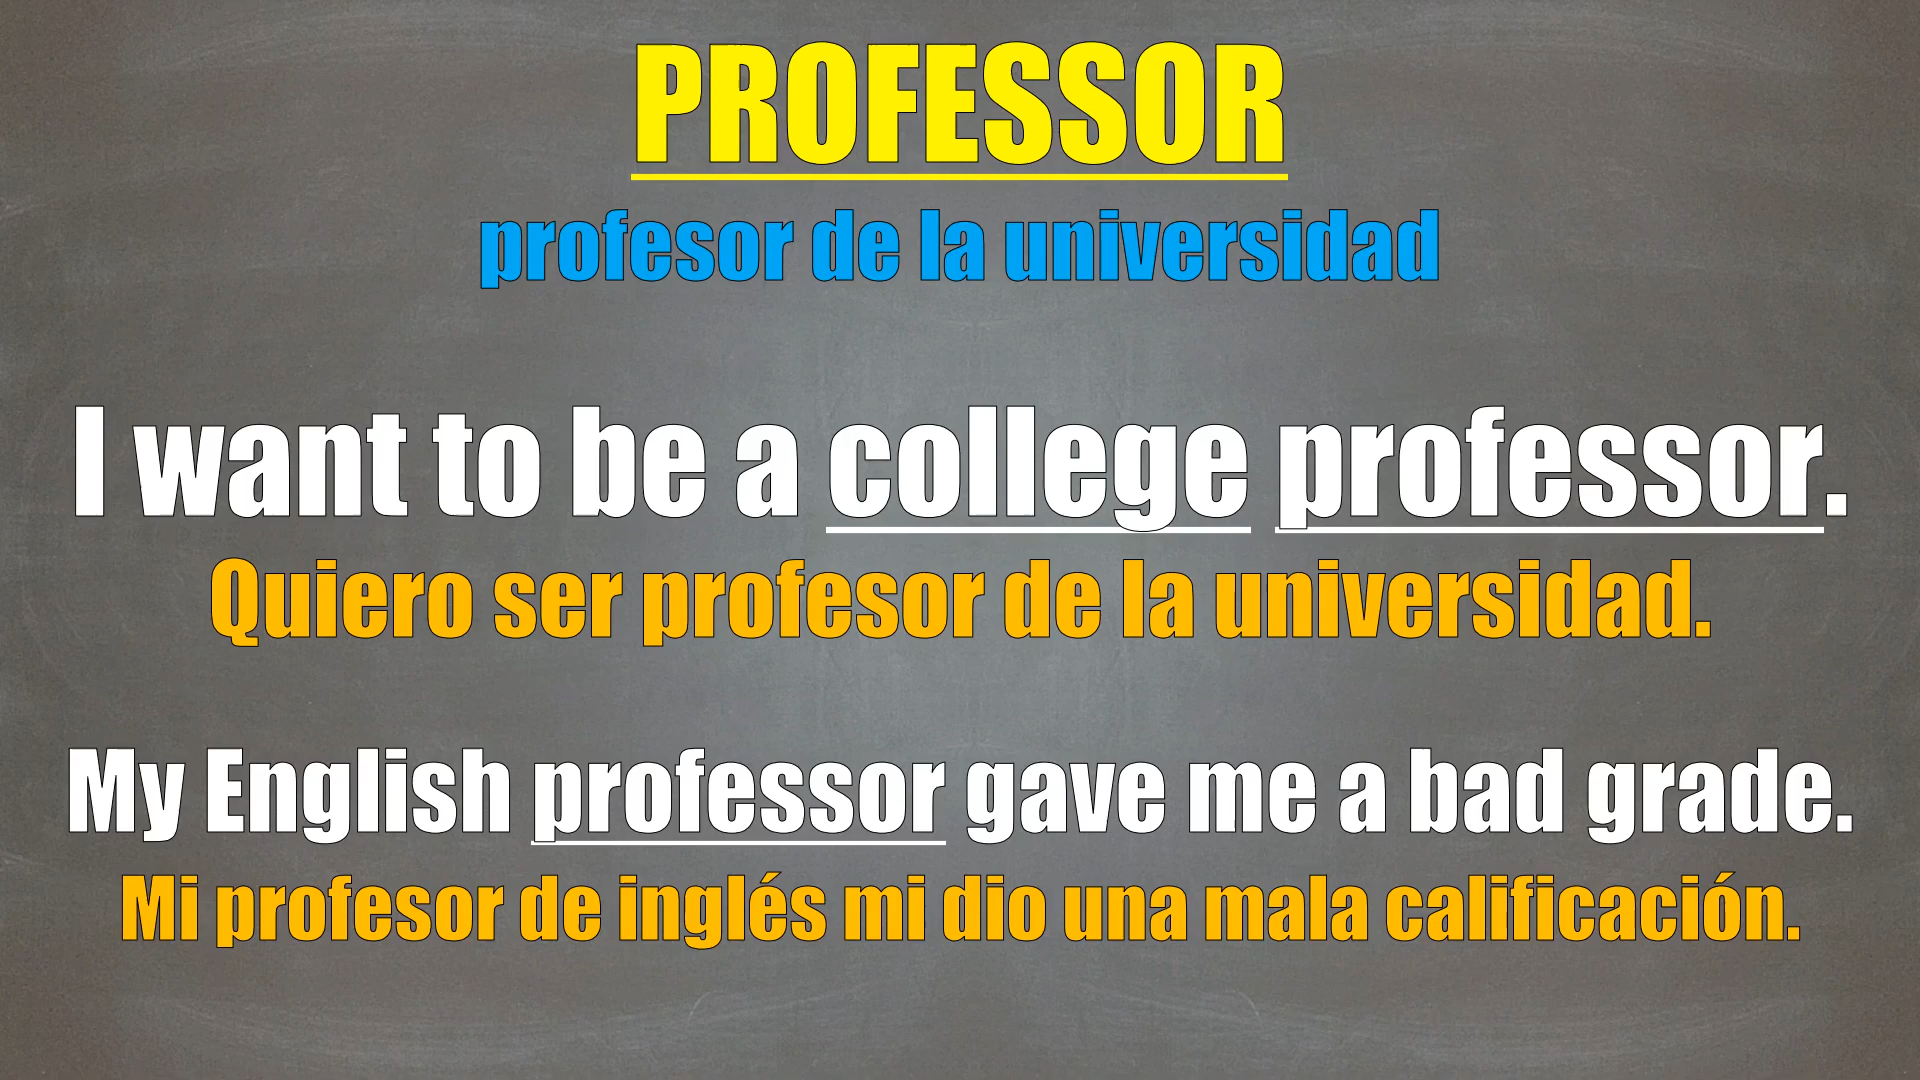 PROFESSOR
profesor de la universidad
I want to be a college professor.
Quiero ser profesor de la universidad.
My English professor gave me a bad grade.
Mi profesor de inglés mi dio una mala calificación.